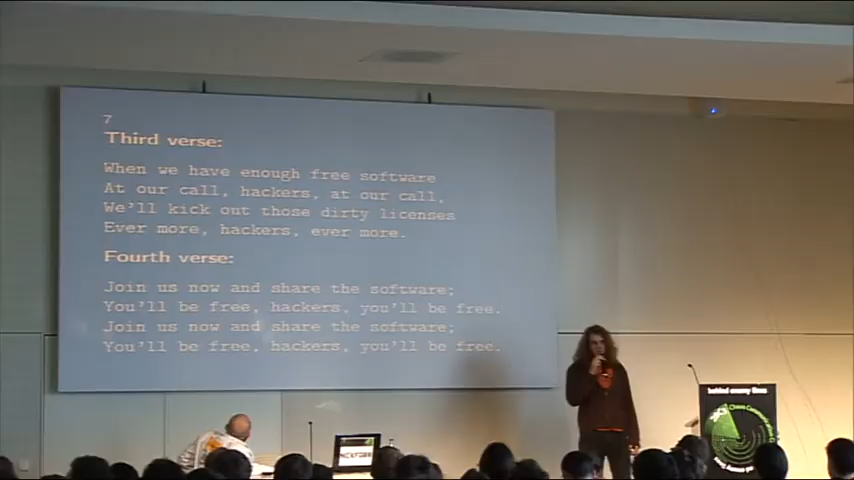 7
Third verse:
When we have enough free software
At our call, hackers, at our call,
We'll kick out those dirty licenses
Ever more, hackers, ever more.
Fourth verse:
Join us now and share the software;
You'll be free, hackers, you'll be free.
Join us now and share the software;
You'll be free, hackers, you'll be free.
behind enemy lines